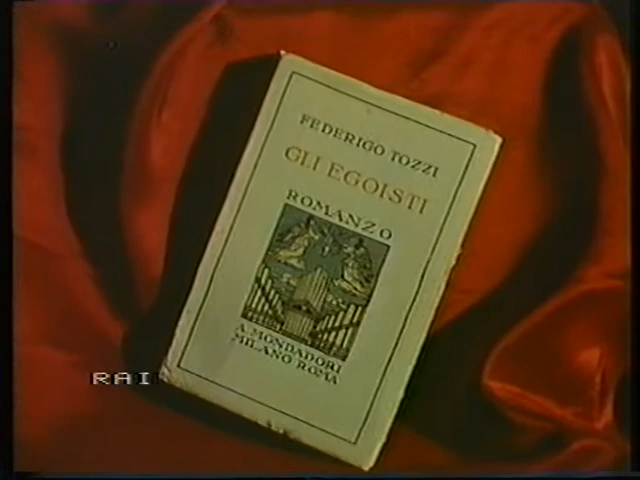 FEDERIGO TOZZI
GLI EGOISTI
ROMANZO
A. MONDADORI
MILANO ROMA
RAI